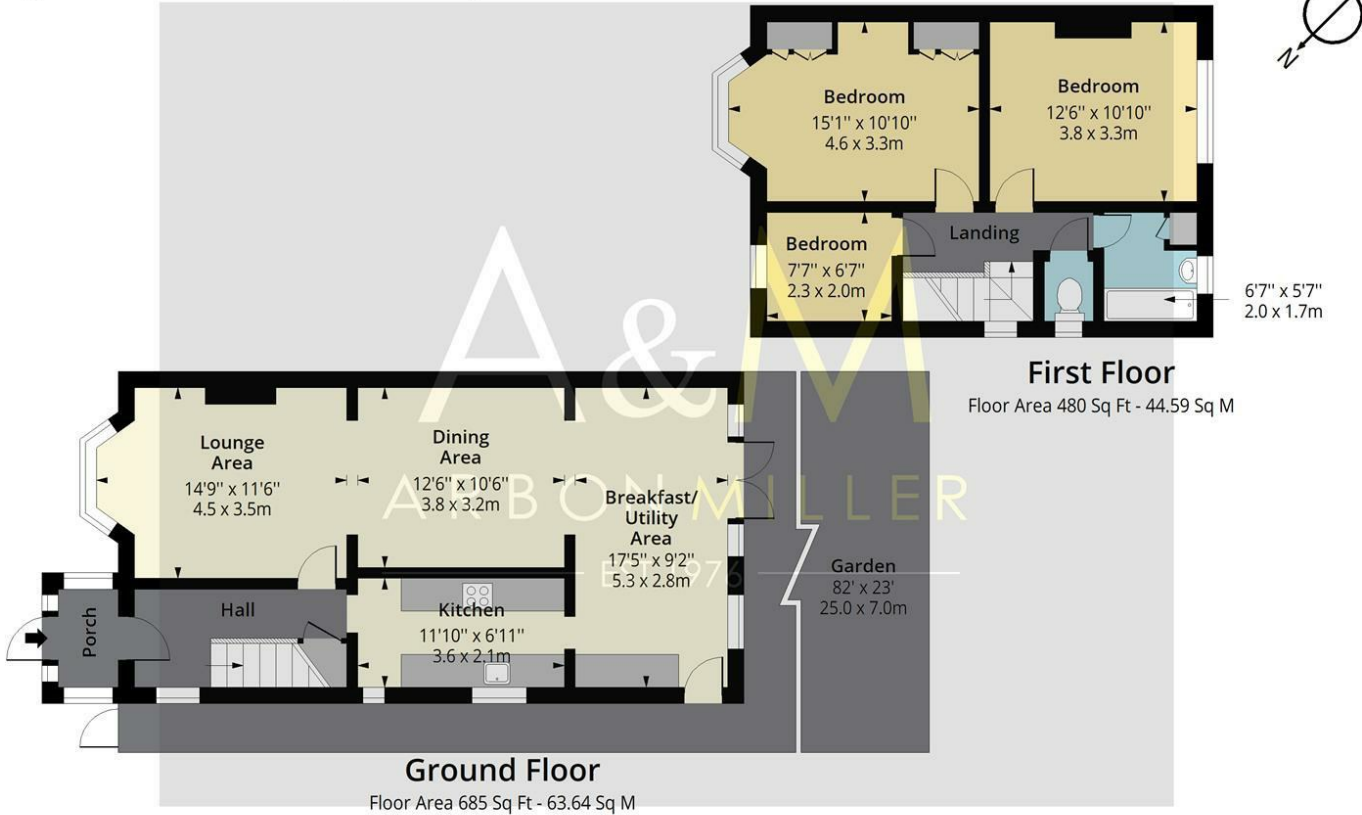 N
Bedroom
15'1'' x 10'10''
4.6 x 3.3m
Bedroom
12'6'' x 10'10''
3.8 x 3.3m
Bedroom
7'7'' x 6'7''
2.3 x 2.0m
Landing
6'7'' x 5'7''
2.0 x 1.7m
First Floor
Floor Area 480 Sq Ft - 44.59 Sq M
A&M
ARBON MILLER
EST 1976
Lounge
Area
14'9'' x 11'6''
4.5 x 3.5m
Dining
Area
12'6'' x 10'6''
3.8 x 3.2m
Breakfast/
Utility
Area
17'5'' x 9'2''
5.3 x 2.8m
Garden
82' x 23'
25.0 x 7.0m
Porch
Hall
Kitchen
11'10'' x 6'11''
3.6 x 2.1m
Ground Floor
Floor Area 685 Sq Ft - 63.64 Sq M